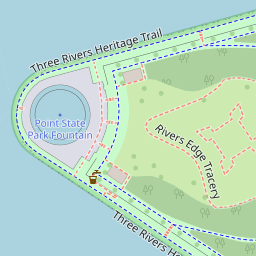 Three Rivers Heritage Trail
Point State
Park Fountain
Rivers Edge Tracery
Three Rivers He